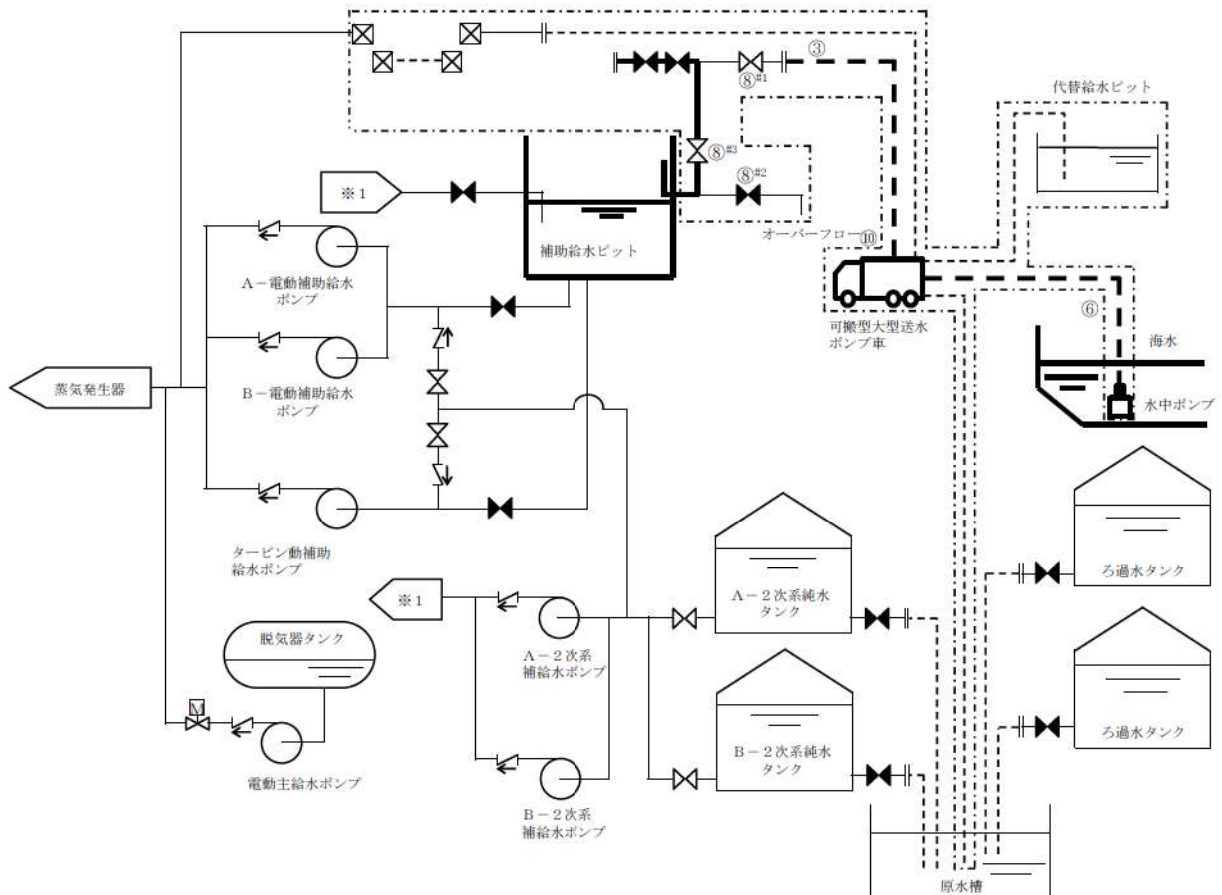 ③
⑧#1
代替給水ピット
⑧#3
※1
⑧#2
オーバーフロー
⑩
補助給水ピット
A－電動補助給水
ポンプ
可搬型大型送水
ポンプ車
⑥
海水
蒸気発生器
B－電動補助給水
ポンプ
水中ポンプ
タービン動補助
給水ポンプ
※1
A－2次系純水
タンク
ろ過水タンク
脱気器タンク
A－2次系
補給水ポンプ
M
B－2次系純水
タンク
ろ過水タンク
電動主給水ポンプ
B－2次系
補給水ポンプ
原水槽